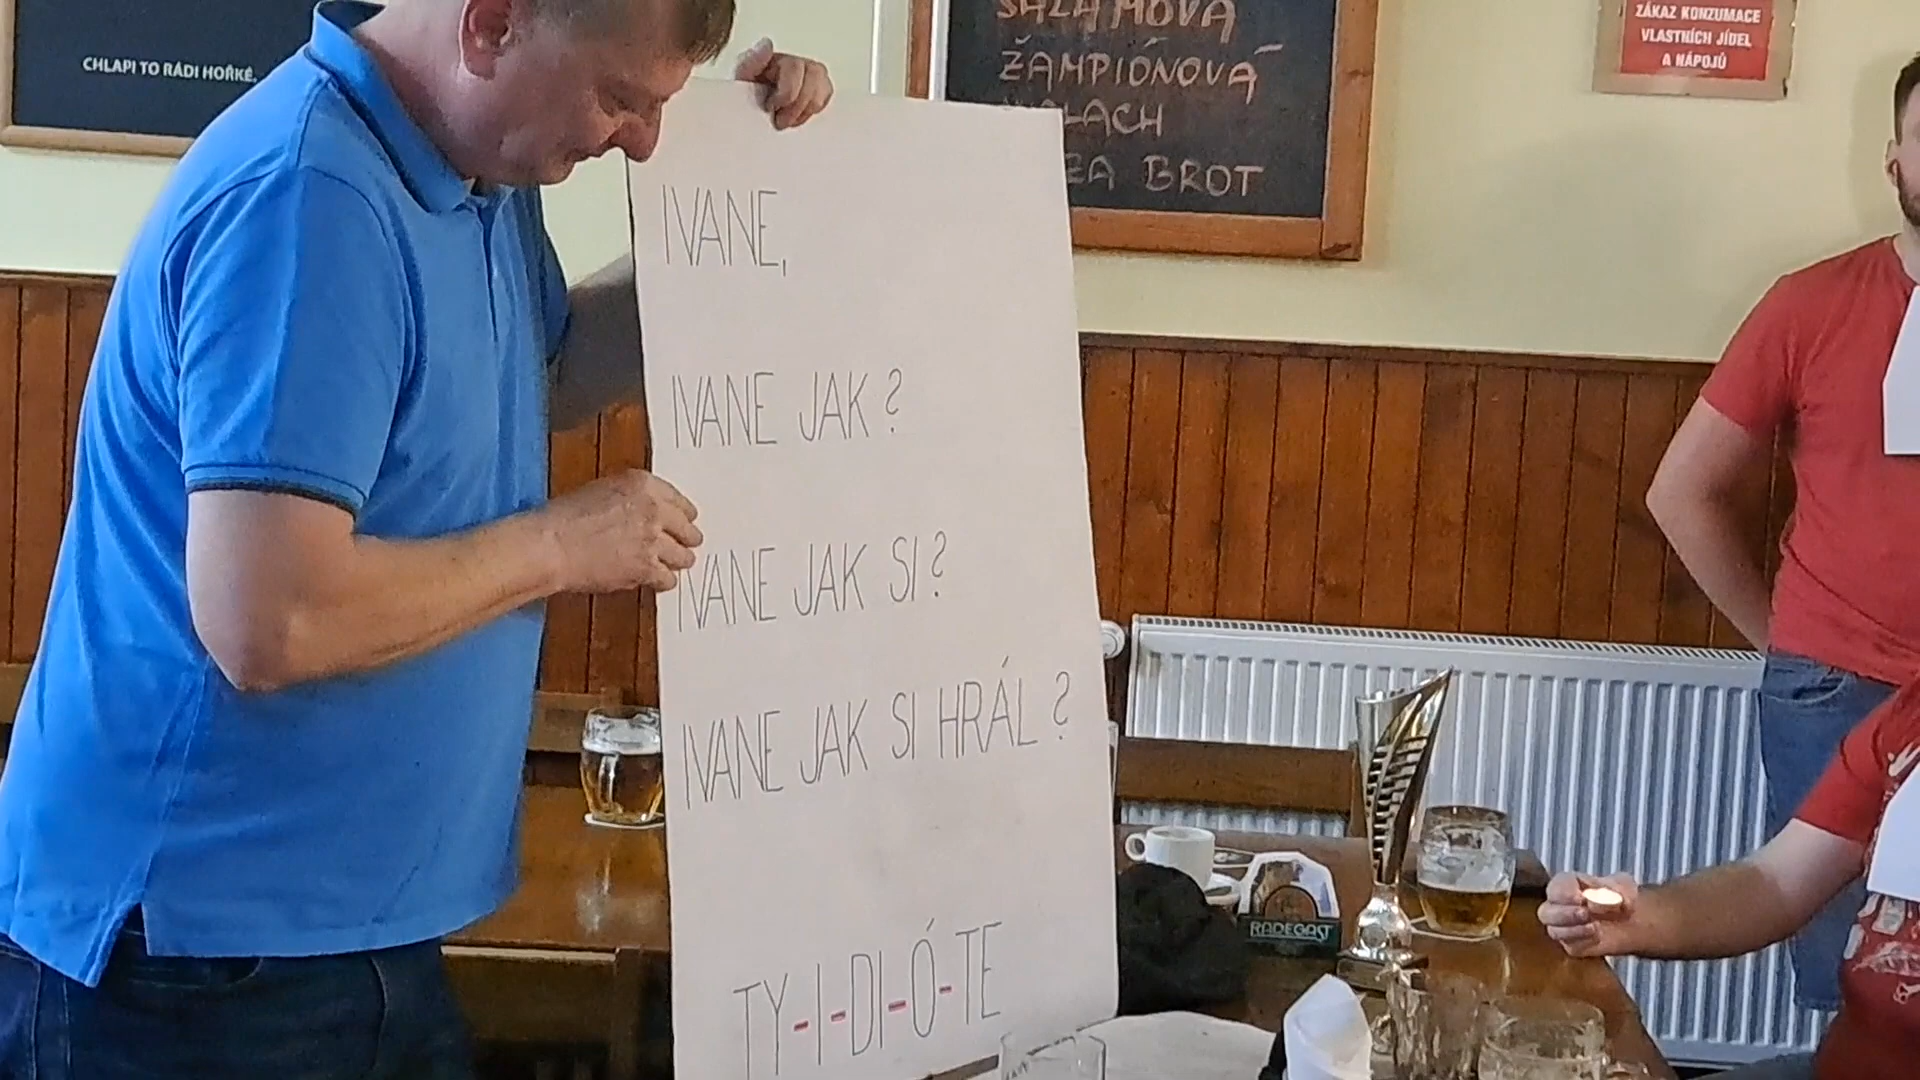 CHLAPI TO RÁDI HOŘKÉ.
SALÁMOVÁ
ŽAMPIÓNOVÁ
BROT
ZÁKAZ KONZUMACE
VLASTNÍCH JÍDEL
A NÁPOJŮ
IVANE,
IVANE JAK?
IVANE JAK SI?
IVANE JAK SI HRÁL?
TY-I-DI-Ó-TE
RADEGAST